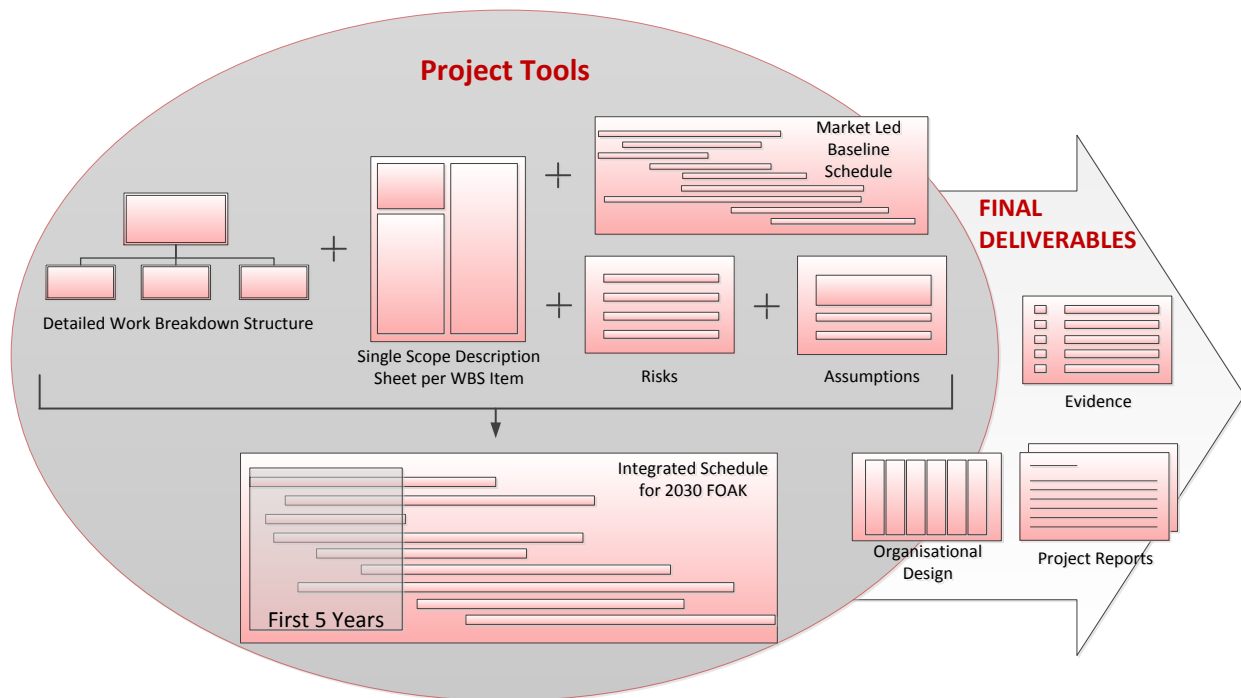 Project Tools
Market Led
Baseline
Schedule
FINAL
DELIVERABLES
Detailed Work Breakdown Structure
Single Scope Description
Sheet per WBS Item
Risks
Assumptions
Evidence
Integrated Schedule
for 2030 FOAK
First 5 Years
Organisational
Design
Project Reports